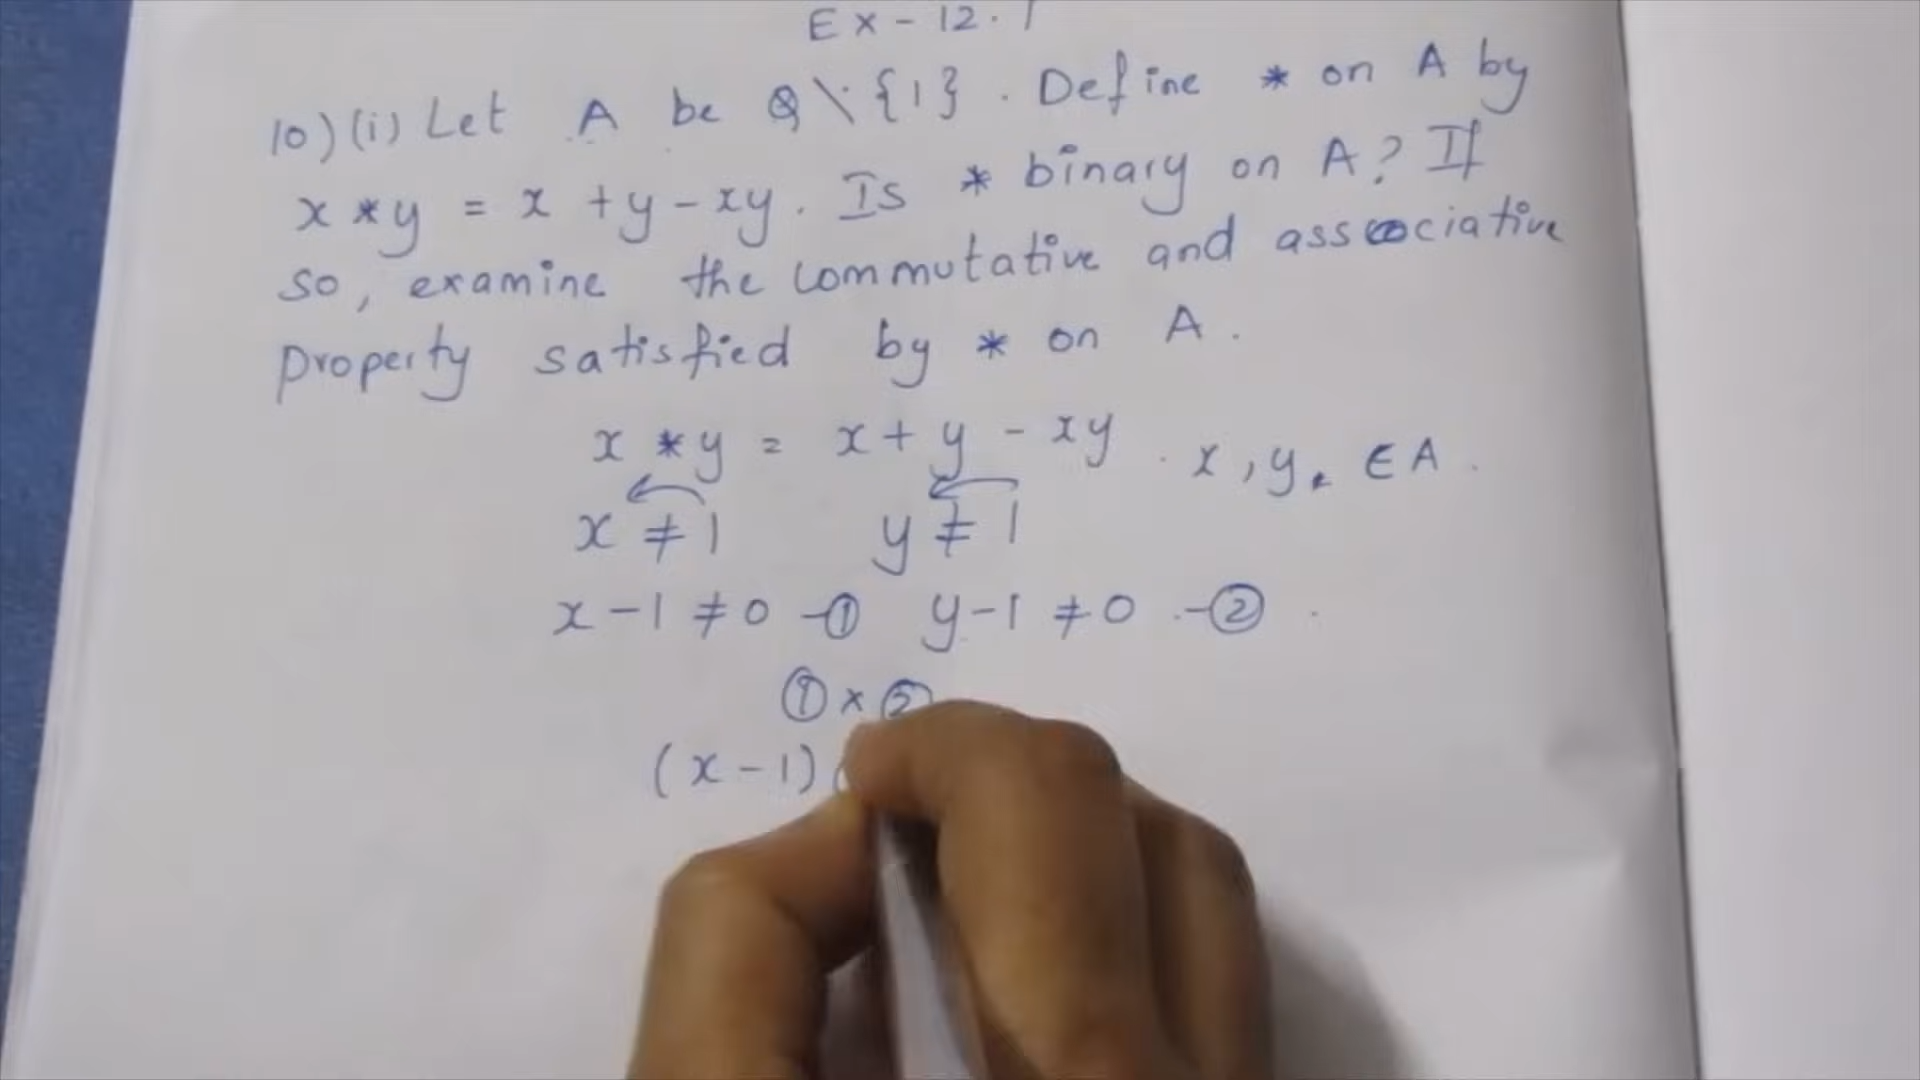 Ex - 12.1
10) (i) Let A be Q \ {1} . Define * on A by
x * y = x + y - xy . Is * binary on A? If
so, examine the commutative and associative
property satisfied by * on A .
x * y = x + y - xy . x , y ∈ A .
x ≠ 1 y ≠ 1
x - 1 ≠ 0 - ① y - 1 ≠ 0 - ②
① × ②
(x - 1) (